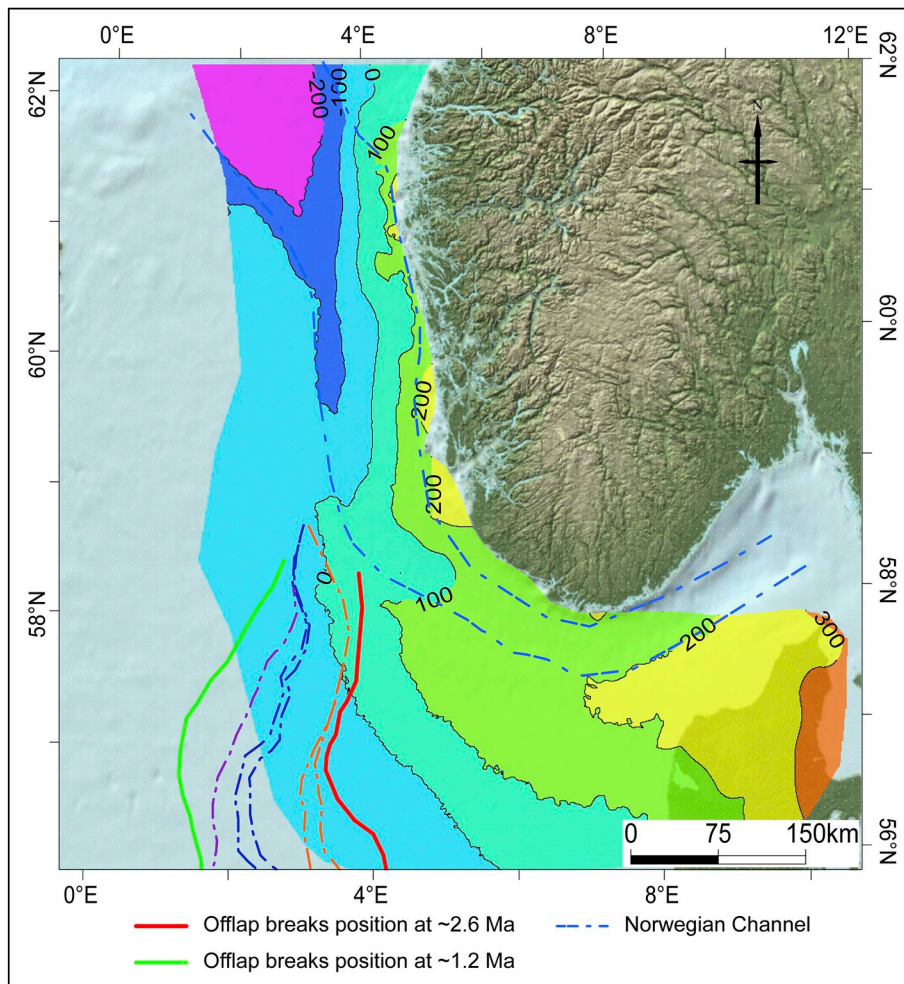 0°E 4°E 8°E 12°E
62°N
62°N
-200
-100
0
100
N
60°N
60°N
200
200
0
100
58°N
58°N
200
300
0 75 150km
56°N
0°E 4°E 8°E
Offlap breaks position at ~2.6 Ma
Norwegian Channel
Offlap breaks position at ~1.2 Ma